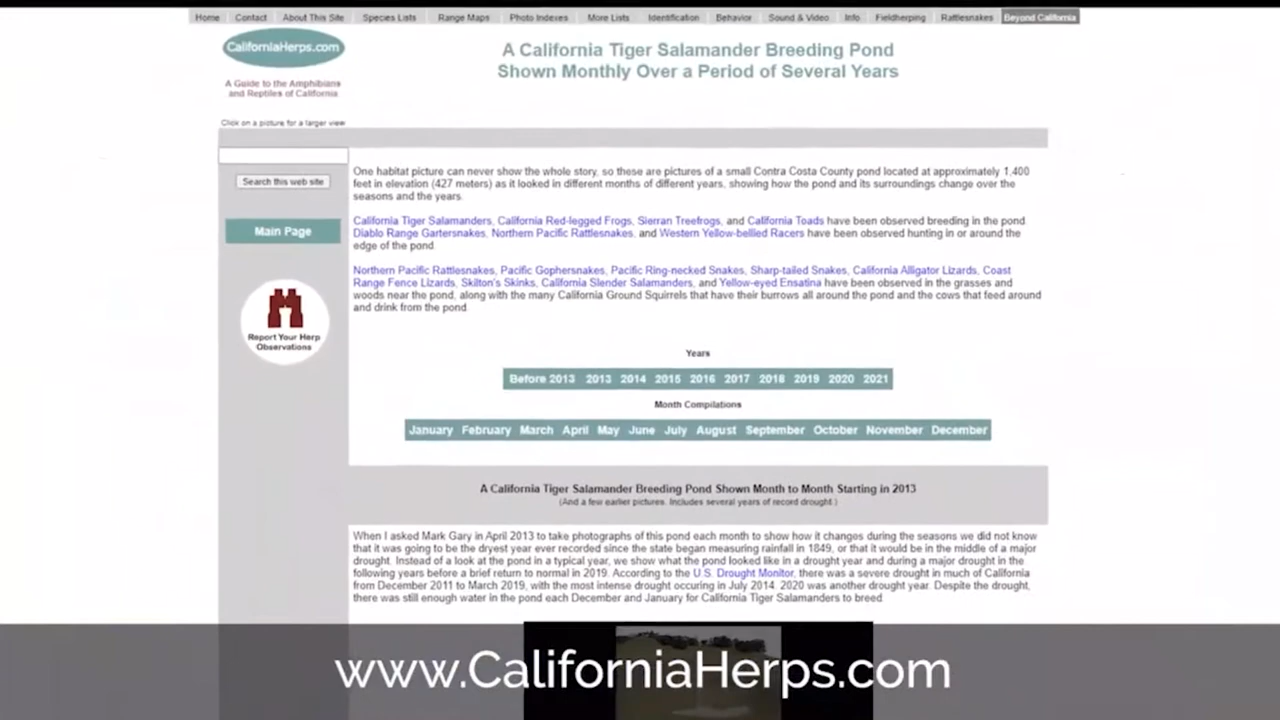 Home Contact About This Site Species Lists Range Maps Photo Indexes More Lists Identification Behavior Sound & Video Info Fieldherping Rattlesnakes Beyond California
CaliforniaHerps.com
A Guide to the Amphibians
and Reptiles of California
A California Tiger Salamander Breeding Pond
Shown Monthly Over a Period of Several Years
Click on a picture for a larger view
Search this web site
Main Page
Report Your Herp
Observations
One habitat picture can never show the whole story, so these are pictures of a small Contra Costa County pond located at approximately 1,400
feet in elevation (427 meters) as it looked in different months of different years, showing how the pond and its surroundings change over the
seasons and the years.
California Tiger Salamanders, California Red-legged Frogs, Sierran Treefrogs, and California Toads have been observed breeding in the pond.
Diablo Range Gartersnakes, Northern Pacific Rattlesnakes, and Western Yellow-bellied Racers have been observed hunting in or around the
edge of the pond.
Northern Pacific Rattlesnakes, Pacific Gophersnakes, Pacific Ring-necked Snakes, Sharp-tailed Snakes, California Alligator Lizards, Coast
Range Fence Lizards, Skilton's Skinks, California Slender Salamanders, and Yellow-eyed Ensatina have been observed in the grasses and
woods near the pond, along with the many California Ground Squirrels that have their burrows all around the pond and the cows that feed around
and drink from the pond.
Years
Before 2013 2013 2014 2015 2016 2017 2018 2019 2020 2021
Month Compilations
January February March April May June July August September October November December
A California Tiger Salamander Breeding Pond Shown Month to Month Starting in 2013
(And a few earlier pictures. Includes several years of record drought.)
When I asked Mark Gary in April 2013 to take photographs of this pond each month to show how it changes during the seasons we did not know
that it was going to be the dryest year ever recorded since the state began measuring rainfall in 1849, or that it would be in the middle of a major
drought. Instead of a look at the pond in a typical year, we show what the pond looked like in a drought year and during a major drought in the
following years before a brief return to normal in 2019. According to the U.S. Drought Monitor, there was a severe drought in much of California
from December 2011 to March 2019, with the most intense drought occuring in July 2014. 2020 was another drought year. Despite the drought,
there was still enough water in the pond each December and January for California Tiger Salamanders to breed
www.CaliforniaHerps.com